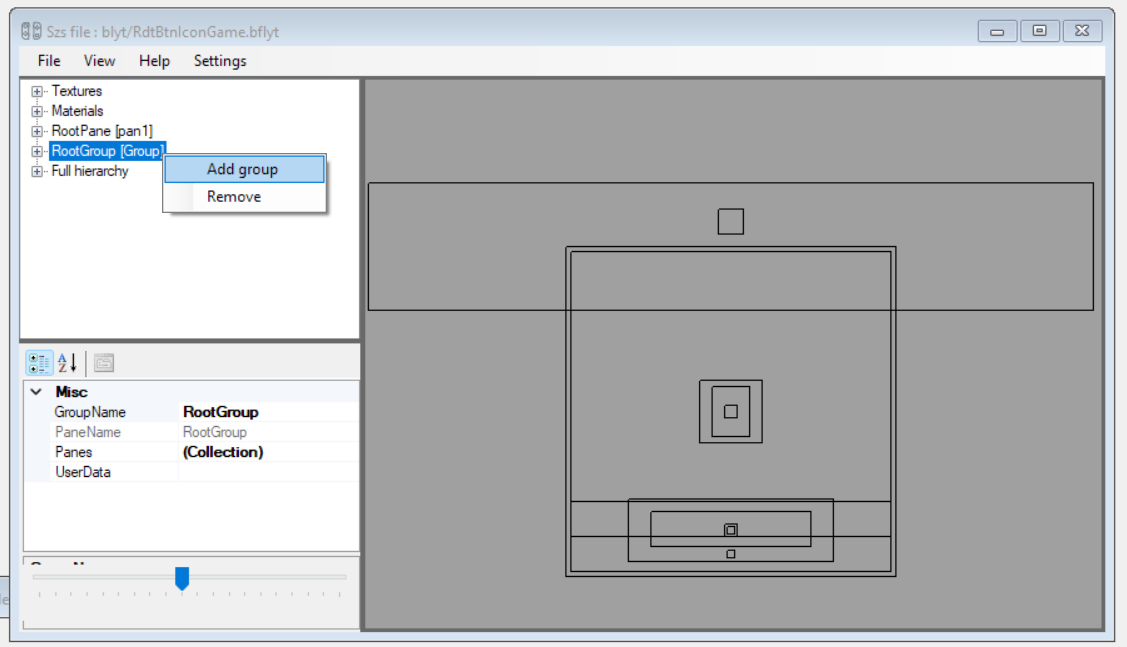 Szs file : blyt/RdtBtnIconGame.bflyt
File View Help Settings
Textures
Materials
RootPane [pan1]
RootGroup [Group]
Full hierarchy
Add group
Remove
Misc
GroupName RootGroup
PaneName RootGroup
Panes (Collection)
UserData